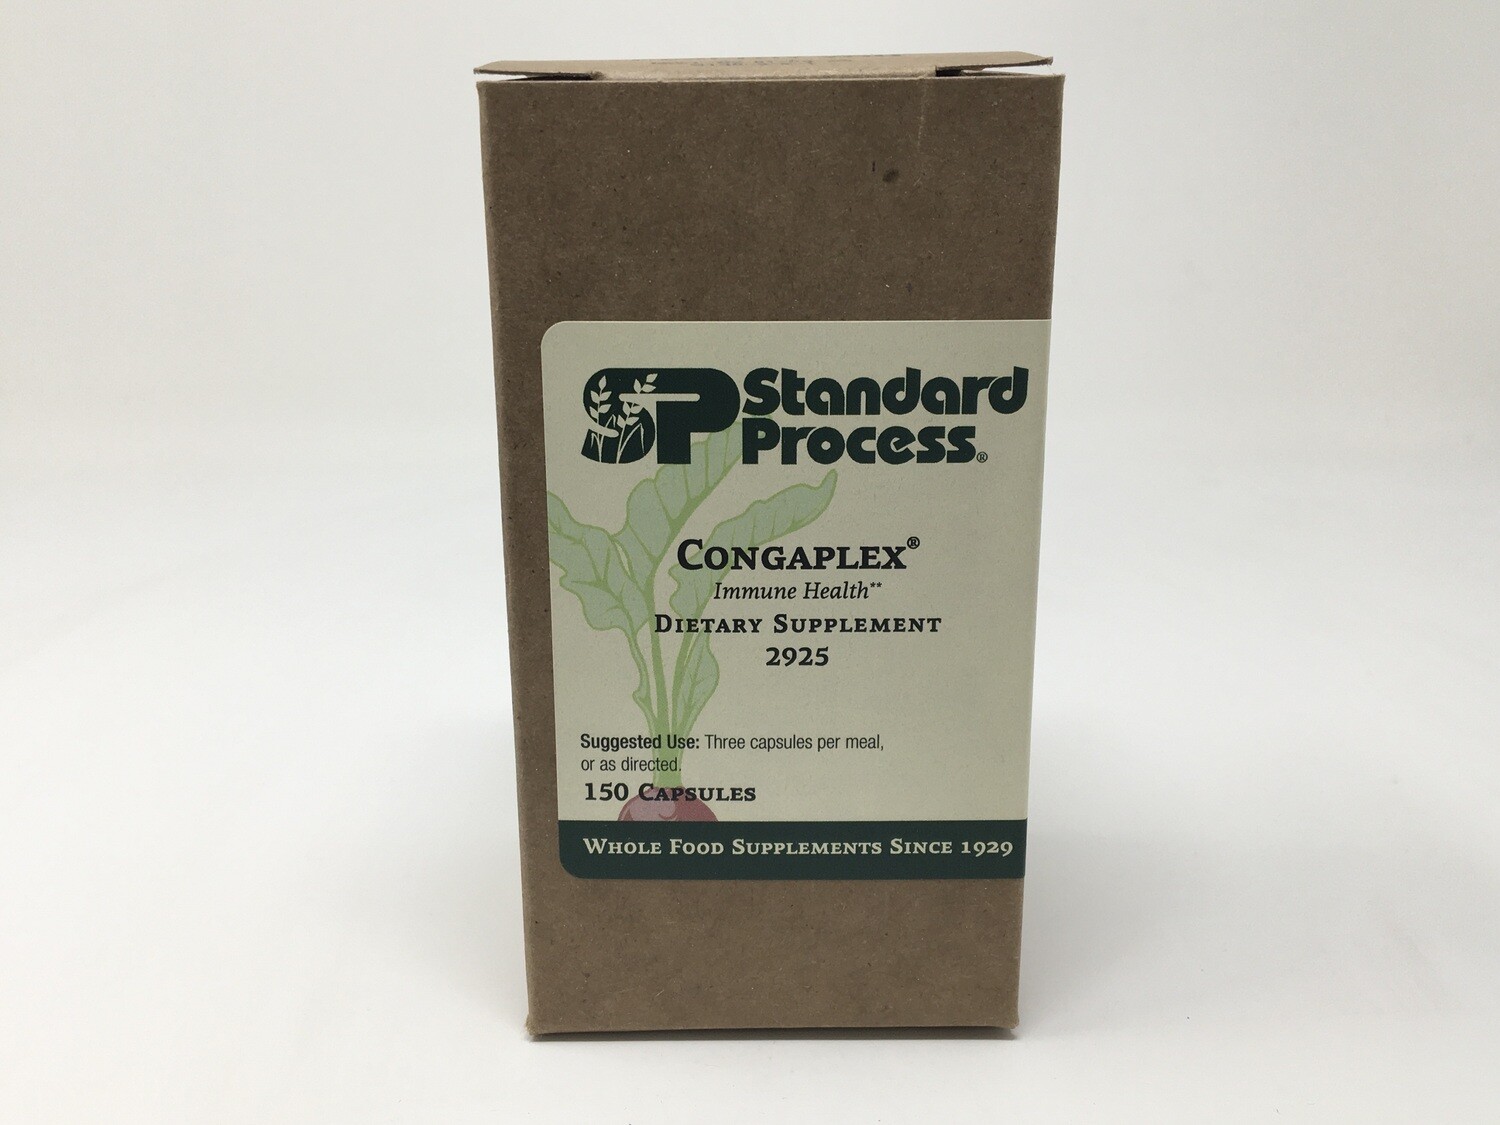 SP Standard
Process®
CONGAPLEX®
Immune Health**
DIETARY SUPPLEMENT
2925
Suggested Use: Three capsules per meal,
or as directed.
150 CAPSULES
WHOLE FOOD SUPPLEMENTS SINCE 1929